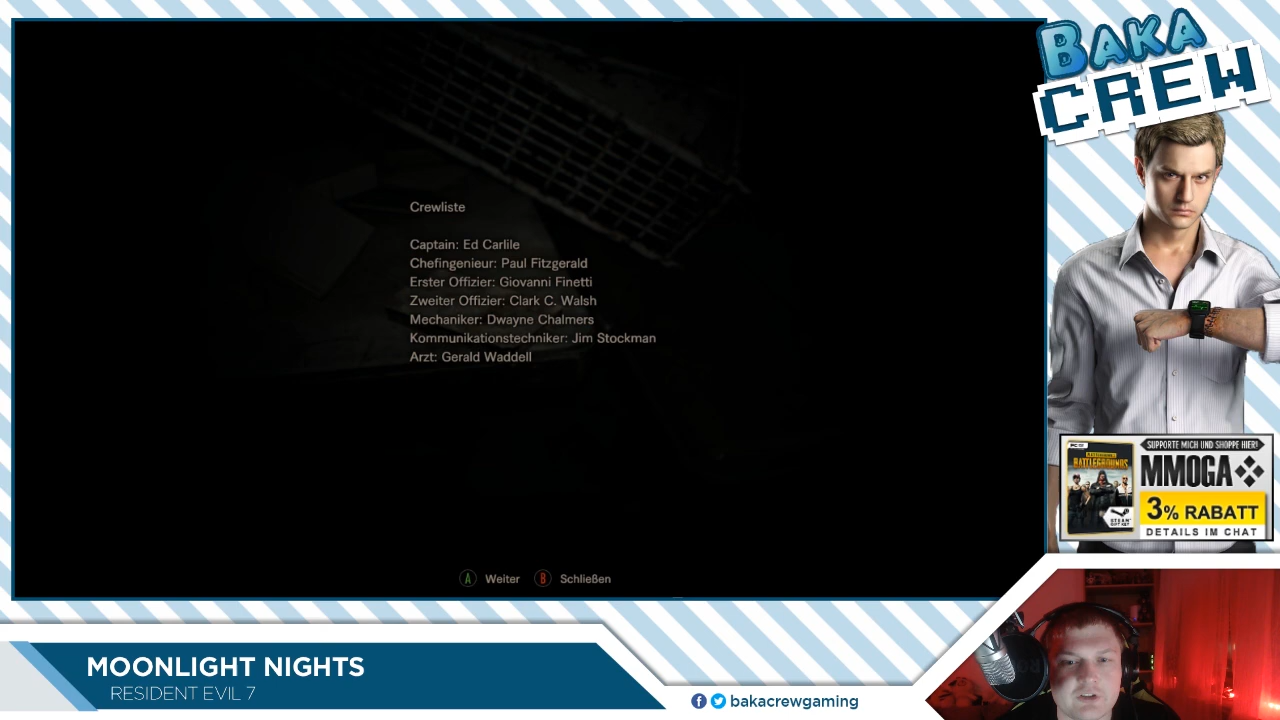 BAKA
CREW
Crewliste
Captain: Ed Carlile
Chefingenieur: Paul Fitzgerald
Erster Offizier: Giovanni Finetti
Zweiter Offizier: Clark C. Walsh
Mechaniker: Dwayne Chalmers
Kommunikationstechniker: Jim Stockman
Arzt: Gerald Waddell
A Weiter B Schließen
SUPPORTE MICH UND SHOPPE HIER!
BATTLEGROUNDS
STEAM
MMOGA
3% RABATT
DETAILS IM CHAT
MOONLIGHT NIGHTS
RESIDENT EVIL 7
bakacrewgaming